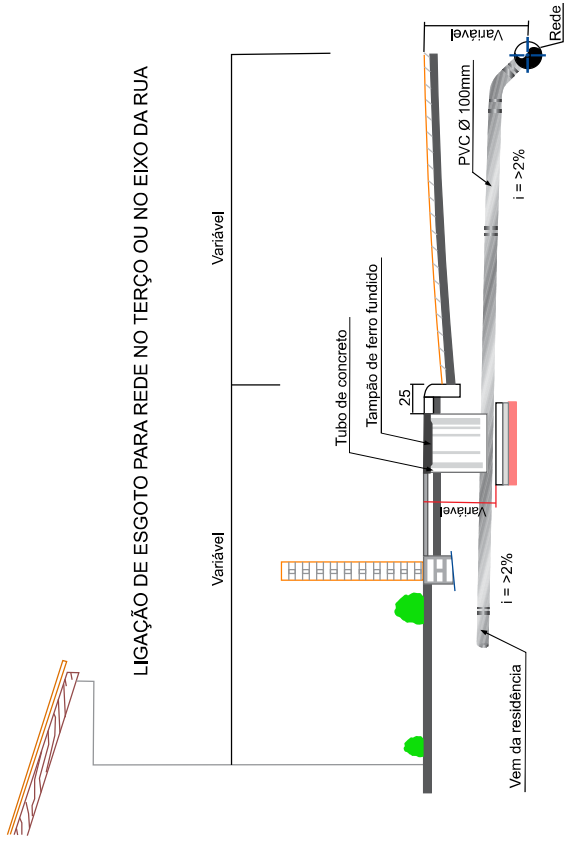 LIGAÇÃO DE ESGOTO PARA REDE NO TERÇO OU NO EIXO DA RUA
Variável
Variável
Tubo de concreto
Tampão de ferro fundido
25
Variável
Variável
PVC Ø 100mm
Rede
i = >2%
i = >2%
Vem da residência